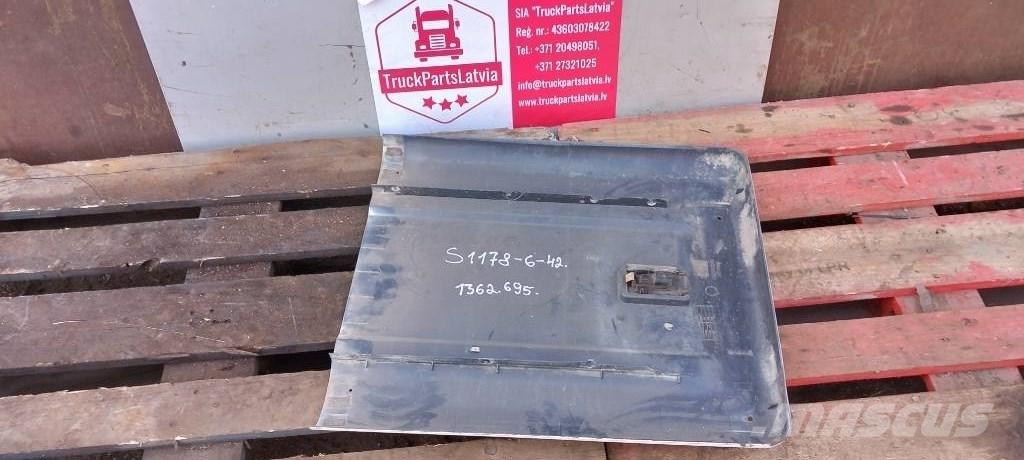 TruckPartsLatvia
SIA "TruckPartsLatvia"
Reģ. nr.: 43603078422
Tel.: +371 20498051,
+371 27321025
info@truckpartslatvia.lv
www.truckpartslatvia.lv
S1178-6-42.
1362.695.
MASCUS